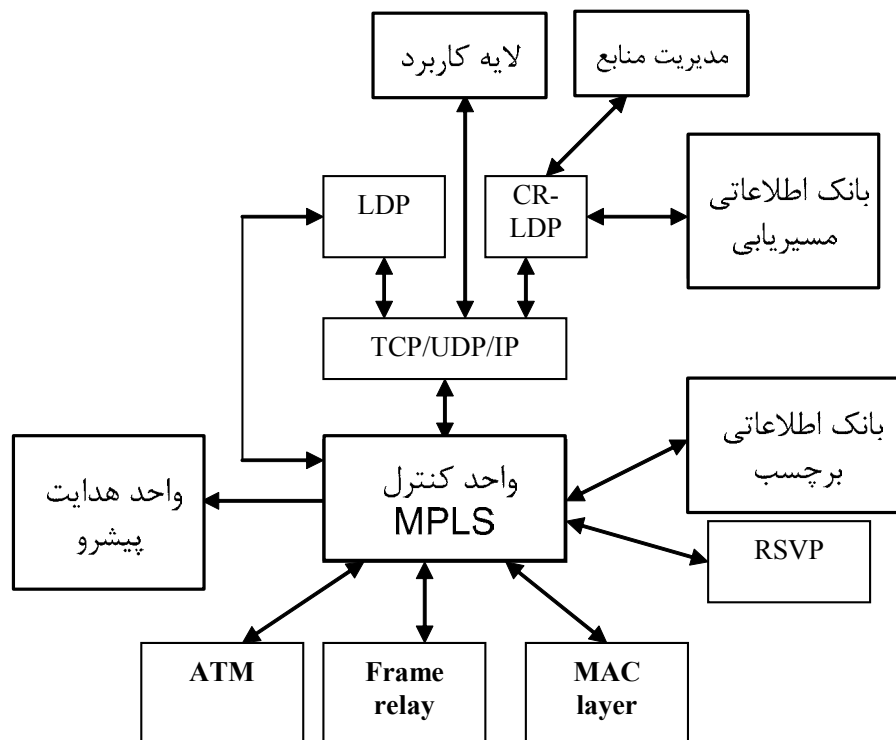 لایه کاربرد
مدیریت منابع
LDP
CR-
LDP
بانک اطلاعاتی
مسیریابی
TCP/UDP/IP
بانک اطلاعاتی
برچسب
واحد کنترل
MPLS
واحد هدایت
پیشرو
RSVP
ATM
Frame
relay
MAC
layer